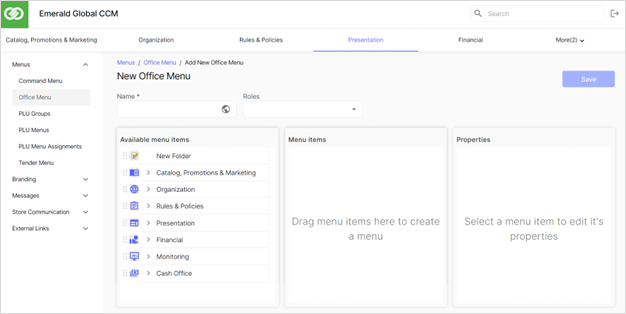 Emerald Global CCM
Search
Catalog, Promotions & Marketing
Organization
Rules & Policies
Presentation
Financial
More(2)
Menus
Command Menu
Office Menu
PLU Groups
PLU Menus
PLU Menu Assignments
Tender Menu
Branding
Messages
Store Communication
External Links
Menus / Office Menu / Add New Office Menu
New Office Menu
Save
Name *
Roles
Available menu items
New Folder
Catalog, Promotions & Marketing
Organization
Rules & Policies
Presentation
Financial
Monitoring
Cash Office
Menu items
Drag menu items here to create
a menu
Properties
Select a menu item to edit it's
properties